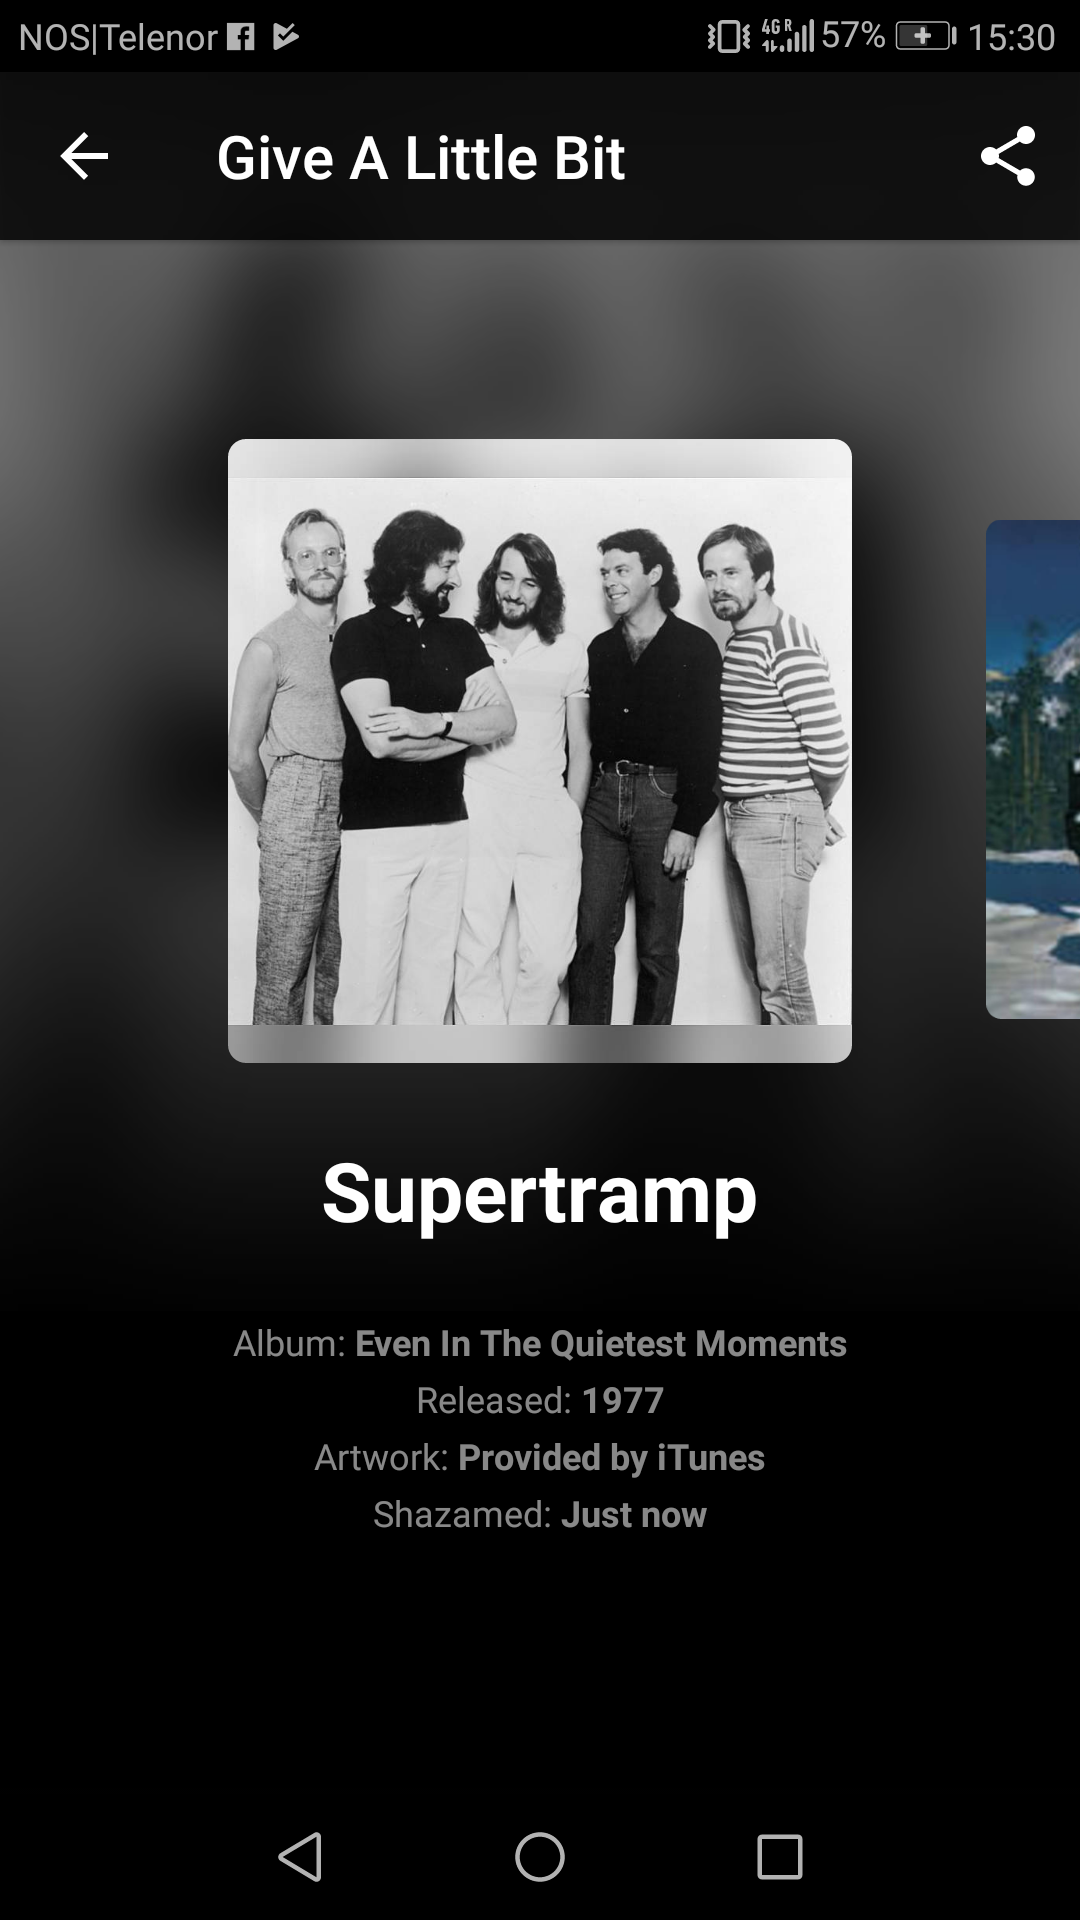 NOS|Telenor 4G R 57% 15:30
Give A Little Bit
Supertramp
Album: Even In The Quietest Moments
Released: 1977
Artwork: Provided by iTunes
Shazamed: Just now